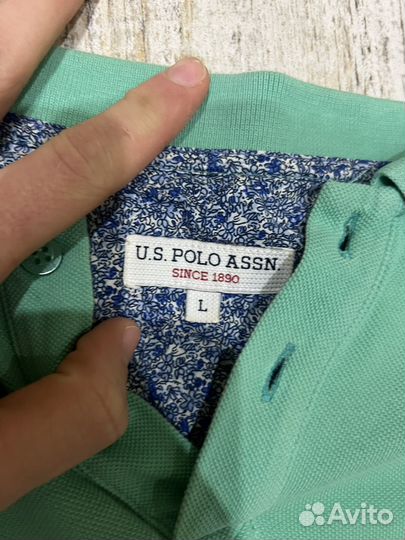 U.S. POLO ASSN.
SINCE 1890
L
Avito